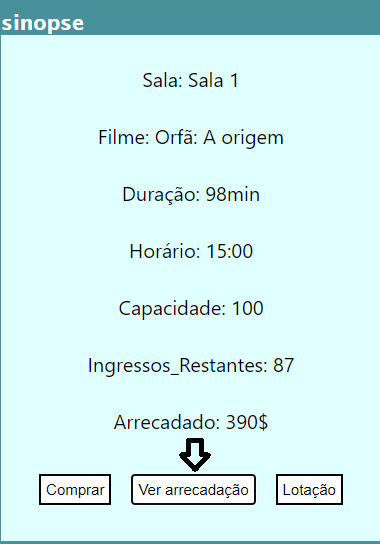 sinopse
Sala: Sala 1
Filme: Orfã: A origem
Duração: 98min
Horário: 15:00
Capacidade: 100
Ingressos_Restantes: 87
Arrecadado: 390$
Comprar Ver arrecadação Lotação